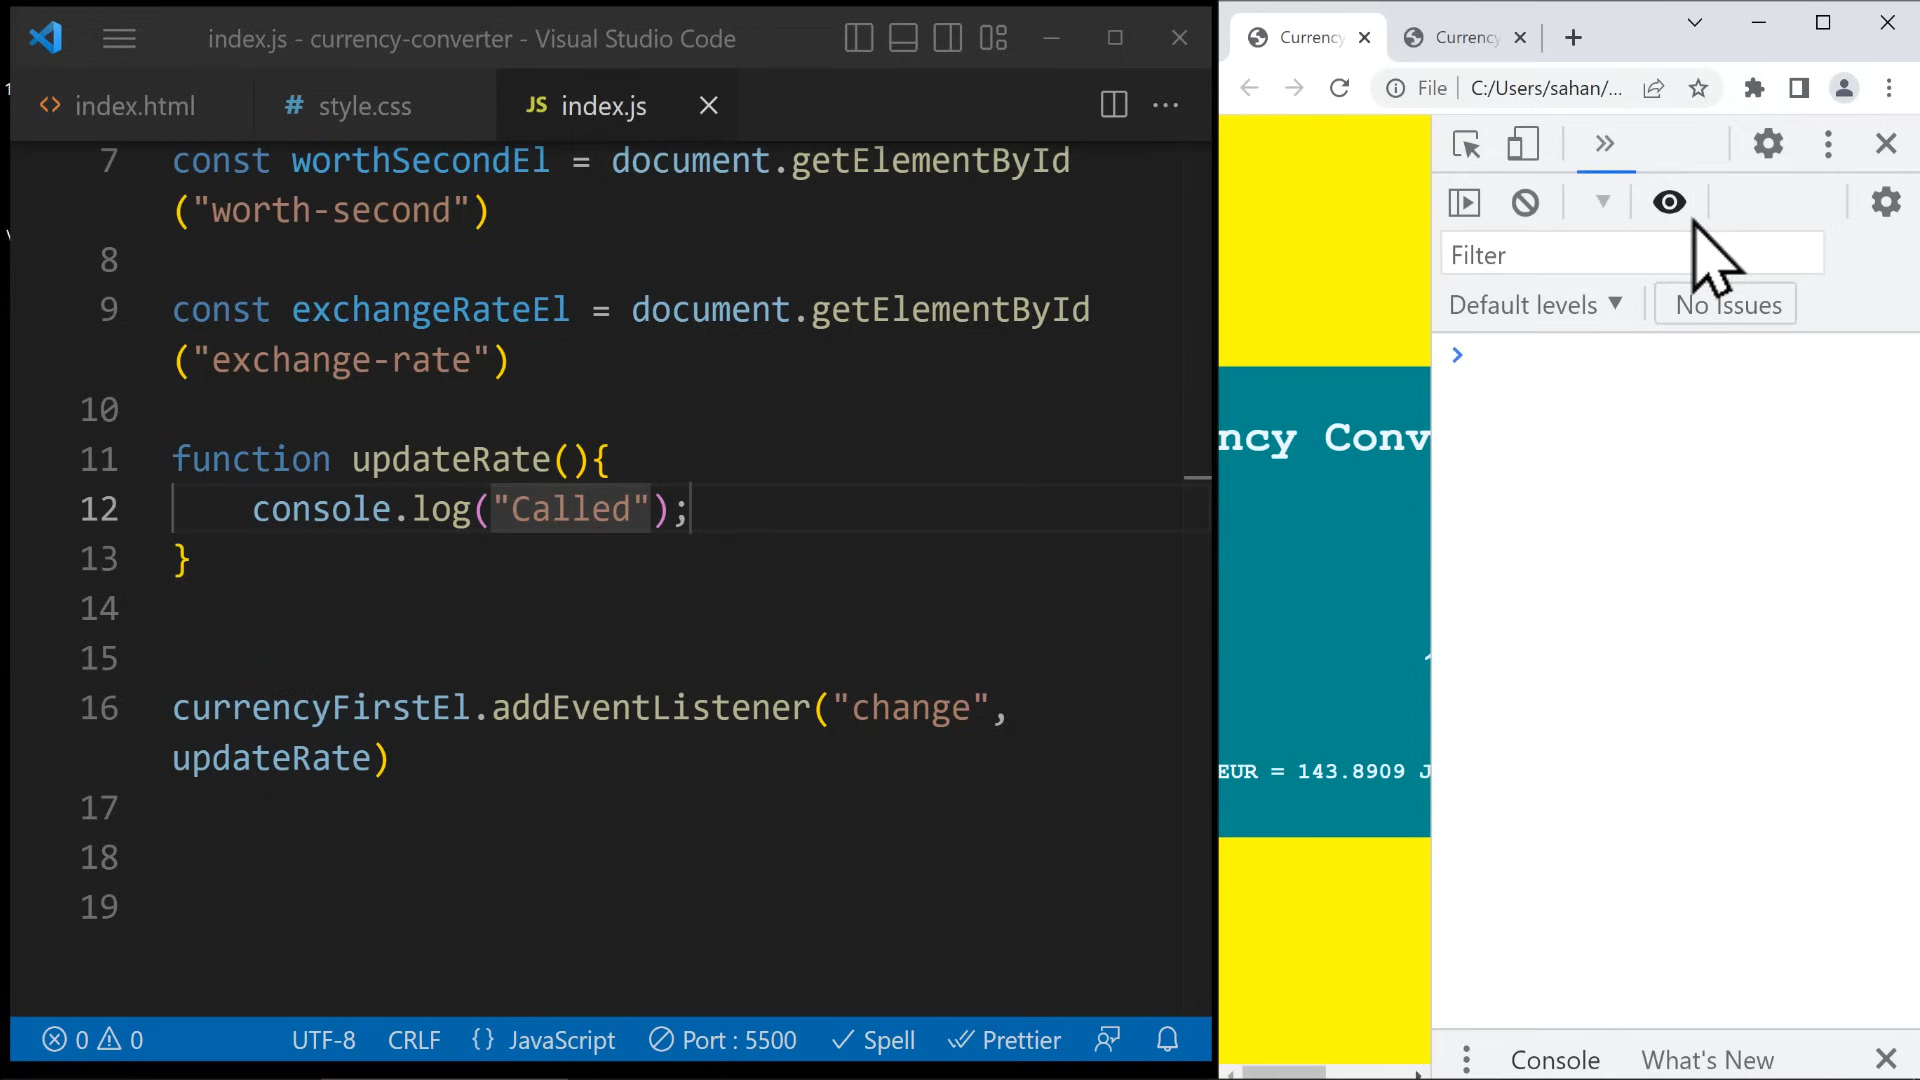 index.js - currency-converter - Visual Studio Code
index.html
# style.css
JS index.js
7 const worthSecondEl = document.getElementById
("worth-second")
8
9 const exchangeRateEl = document.getElementById
("exchange-rate")
10
11 function updateRate(){
12 console.log("Called");
13 }
14
15
16 currencyFirstEl.addEventListener("change",
updateRate)
17
18
19
0 0 UTF-8 CRLF {} JavaScript Port : 5500 Spell Prettier
Currency
Currency
File C:/Users/sahan/...
ncy Conv
EUR = 143.8909 J
Filter
Default levels
No Issues
Console What's New